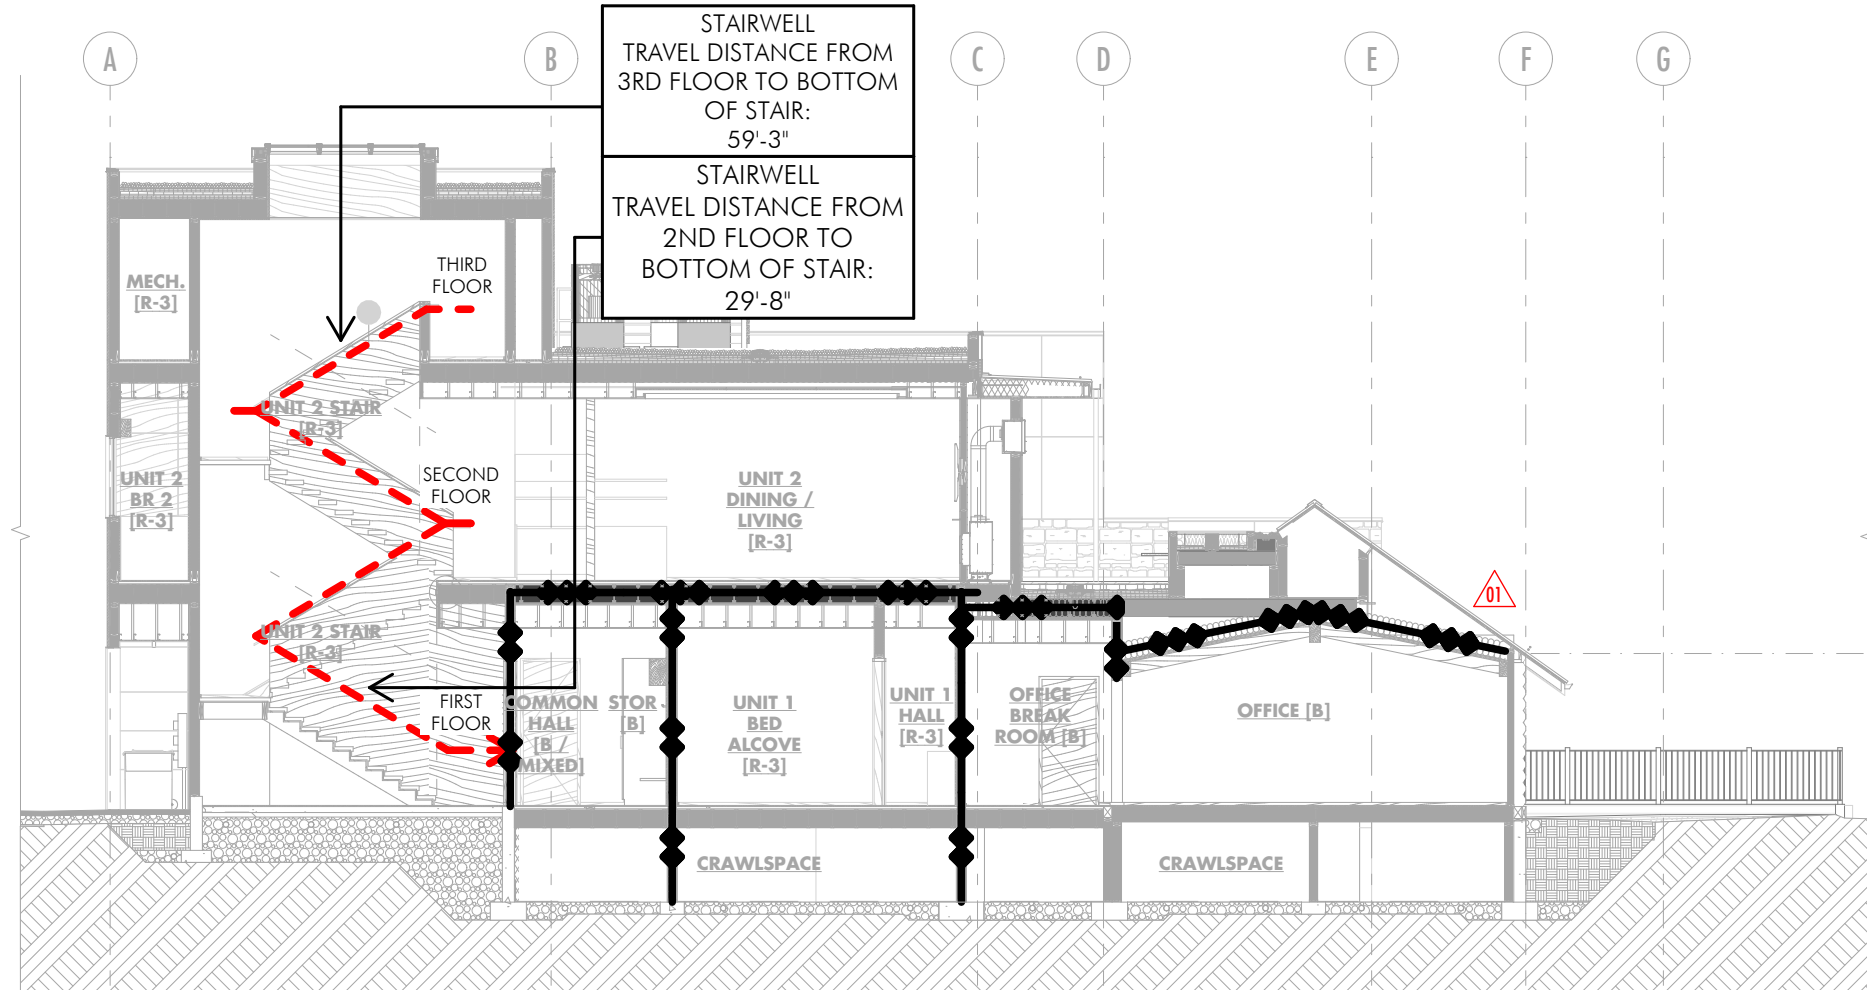 A
B
C
D
E
F
G
STAIRWELL
TRAVEL DISTANCE FROM
3RD FLOOR TO BOTTOM
OF STAIR:
59'-3"
STAIRWELL
TRAVEL DISTANCE FROM
2ND FLOOR TO
BOTTOM OF STAIR:
29'-8"
THIRD
FLOOR
MECH.
[R-3]
UNIT 2 STAIR
[R-3]
SECOND
FLOOR
UNIT 2
BR 2
[R-3]
UNIT 2
DINING /
LIVING
[R-3]
01
UNIT 2 STAIR
[R-3]
FIRST
FLOOR
COMMON
HALL
[B /
MIXED]
STOR.
[B]
UNIT 1
BED
ALCOVE
[R-3]
UNIT 1
HALL
[R-3]
OFFICE
BREAK
ROOM [B]
OFFICE [B]
CRAWLSPACE
CRAWLSPACE